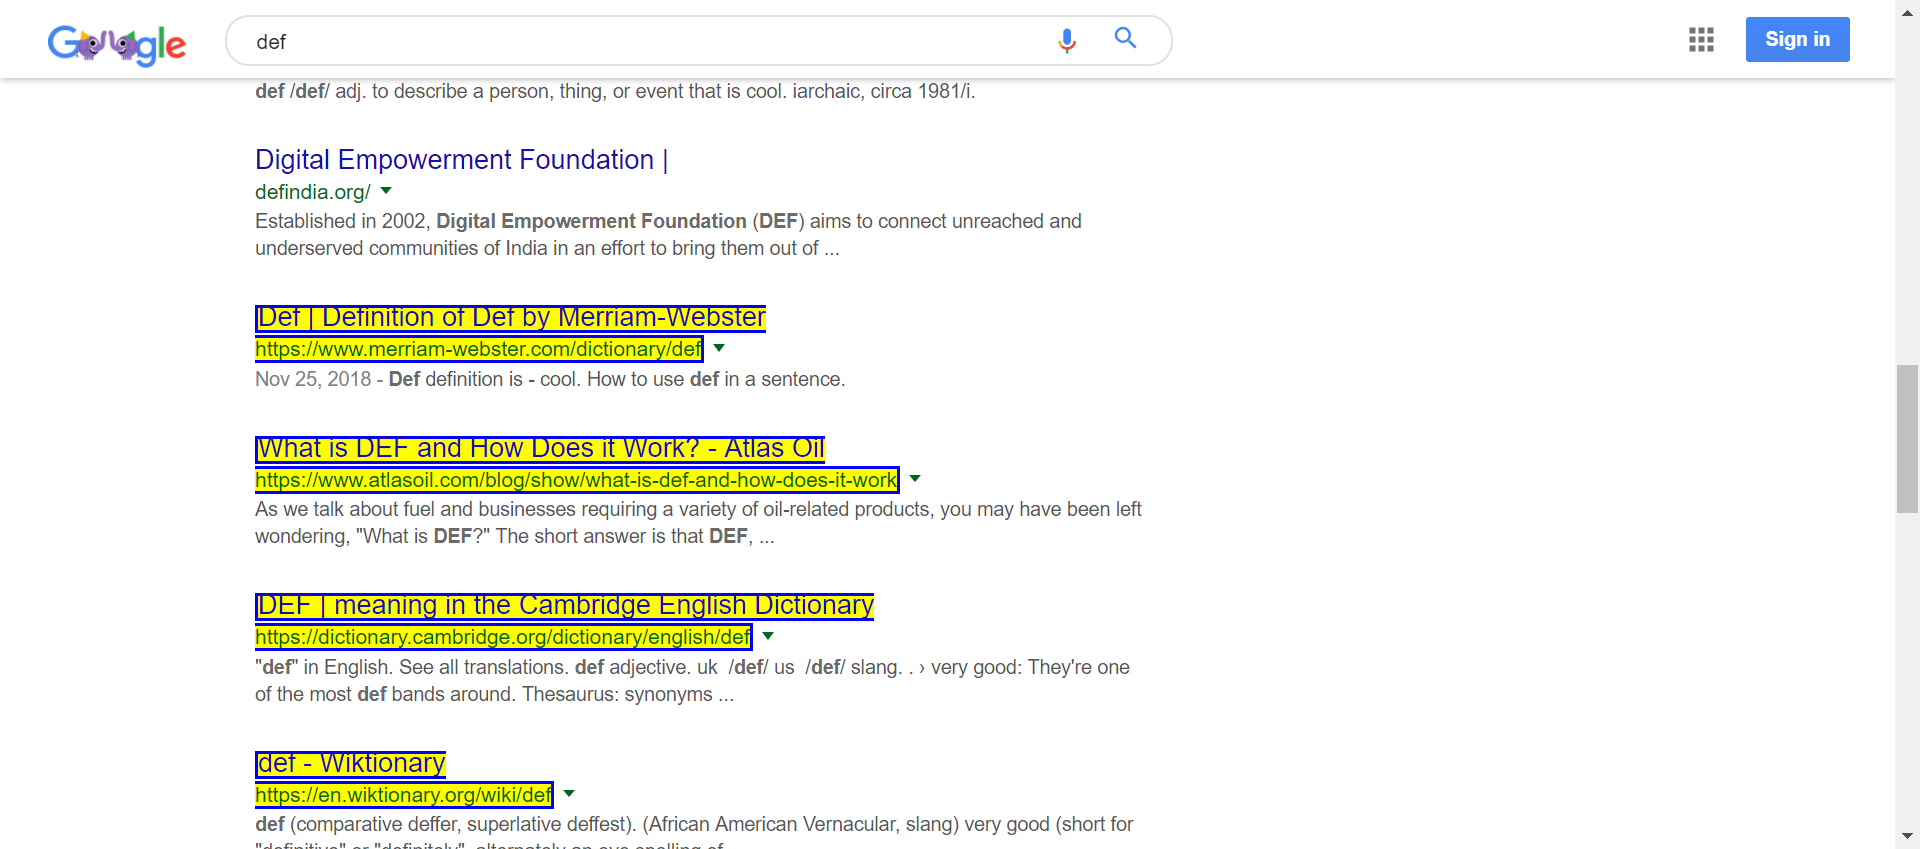 Google
def
Sign in
def /def/ adj. to describe a person, thing, or event that is cool. iarchaic, circa 1981/i.
Digital Empowerment Foundation |
defindia.org/
Established in 2002, Digital Empowerment Foundation (DEF) aims to connect unreached and
underserved communities of India in an effort to bring them out of ...
Def | Definition of Def by Merriam-Webster
https://www.merriam-webster.com/dictionary/def
Nov 25, 2018 - Def definition is - cool. How to use def in a sentence.
What is DEF and How Does it Work? - Atlas Oil
https://www.atlasoil.com/blog/show/what-is-def-and-how-does-it-work
As we talk about fuel and businesses requiring a variety of oil-related products, you may have been left
wondering, "What is DEF?" The short answer is that DEF, ...
DEF | meaning in the Cambridge English Dictionary
https://dictionary.cambridge.org/dictionary/english/def
"def" in English. See all translations. def adjective. uk /def/ us /def/ slang. . › very good: They're one
of the most def bands around. Thesaurus: synonyms ...
def - Wiktionary
https://en.wiktionary.org/wiki/def
def (comparative deffer, superlative deffest). (African American Vernacular, slang) very good (short for
"definitive" or "definitely", alternately an eye spelling of